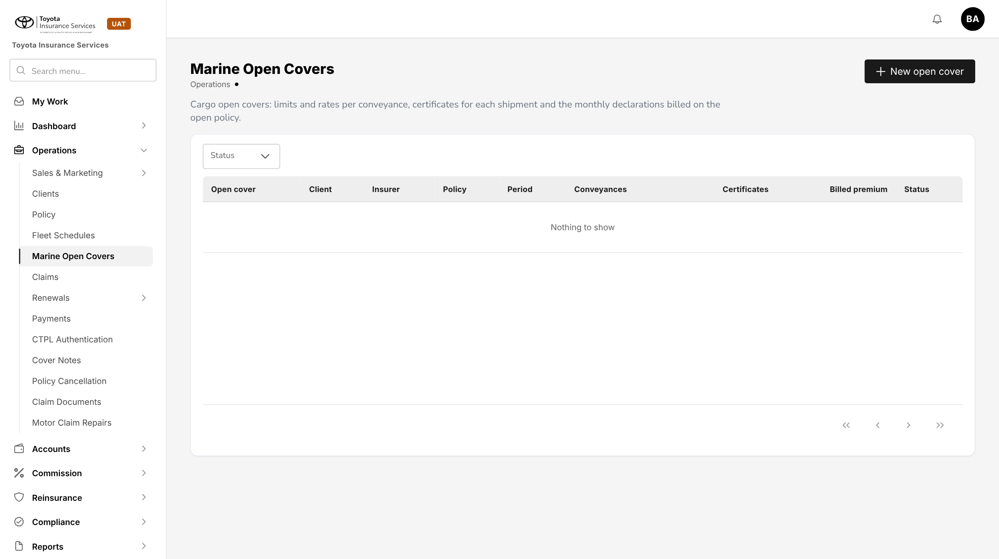 Toyota
Insurance Services
UAT
Toyota Insurance Services
Search menu...
My Work
Dashboard
Operations
Sales & Marketing
Clients
Policy
Fleet Schedules
Marine Open Covers
Claims
Renewals
Payments
CTPL Authentication
Cover Notes
Policy Cancellation
Claim Documents
Motor Claim Repairs
Accounts
Commission
Reinsurance
Compliance
Reports
BA
Marine Open Covers
Operations
New open cover
Cargo open covers: limits and rates per conveyance, certificates for each shipment and the monthly declarations billed on the
open policy.
Status
Open cover Client Insurer Policy Period Conveyances Certificates Billed premium Status
Nothing to show